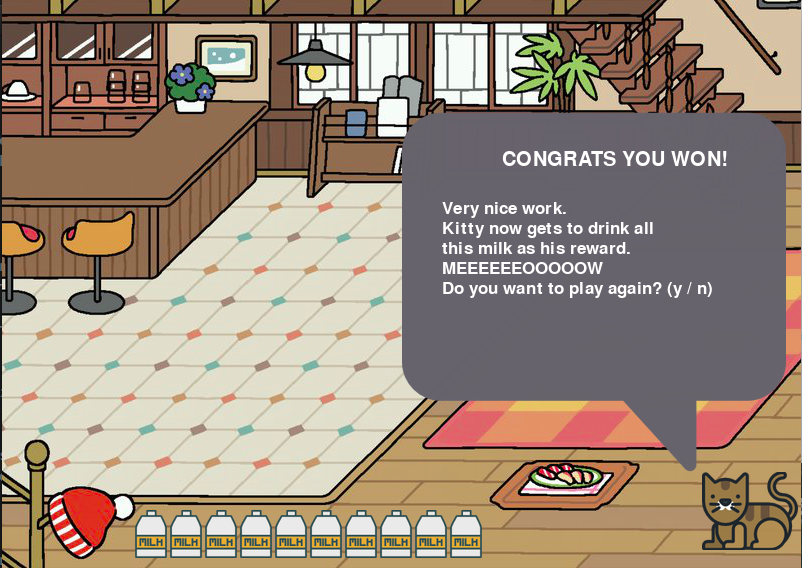 CONGRATS YOU WON!
Very nice work.
Kitty now gets to drink all
this milk as his reward.
MEEEEEEOOOOOW
Do you want to play again? (y / n)
MILK MILK MILK MILK MILK MILK MILK MILK MILK MILK